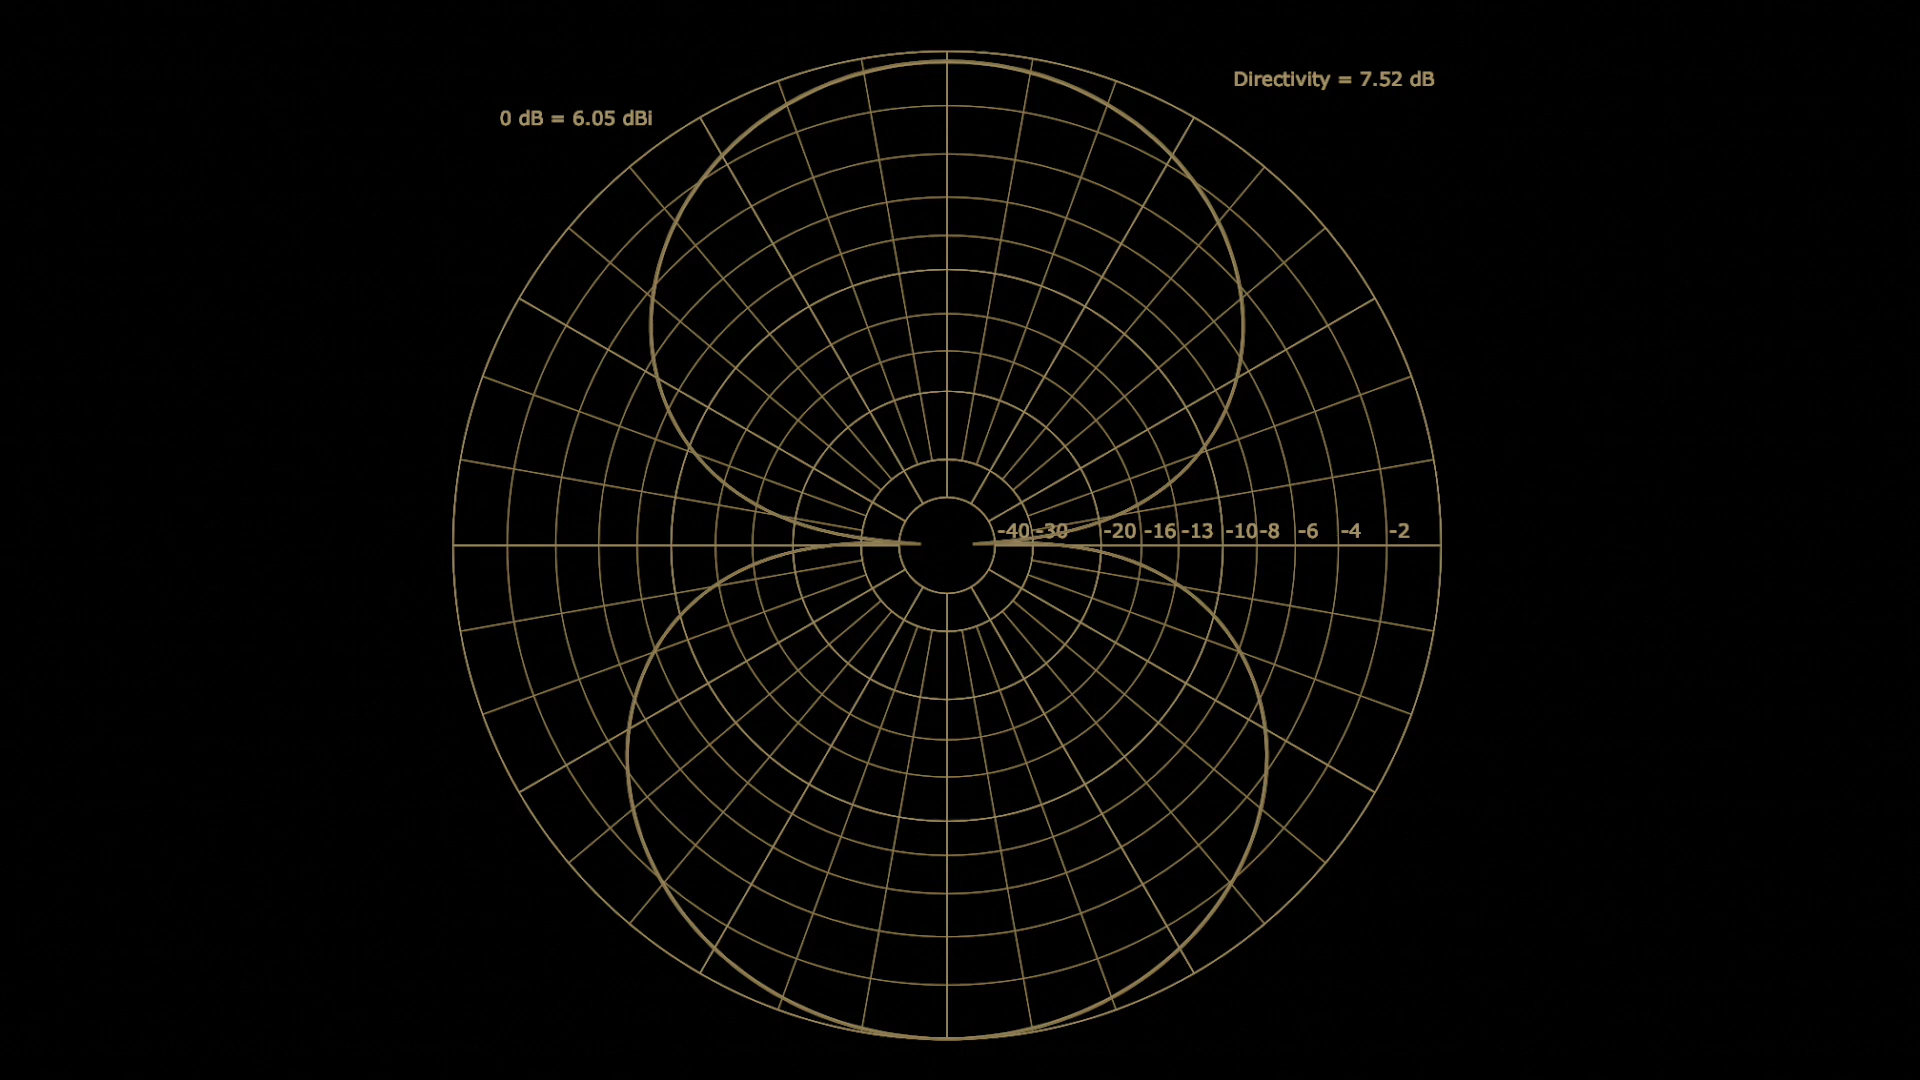 Directivity = 7.52 dB
0 dB = 6.05 dBi
-40 -30 -20 -16 -13 -10 -8 -6 -4 -2